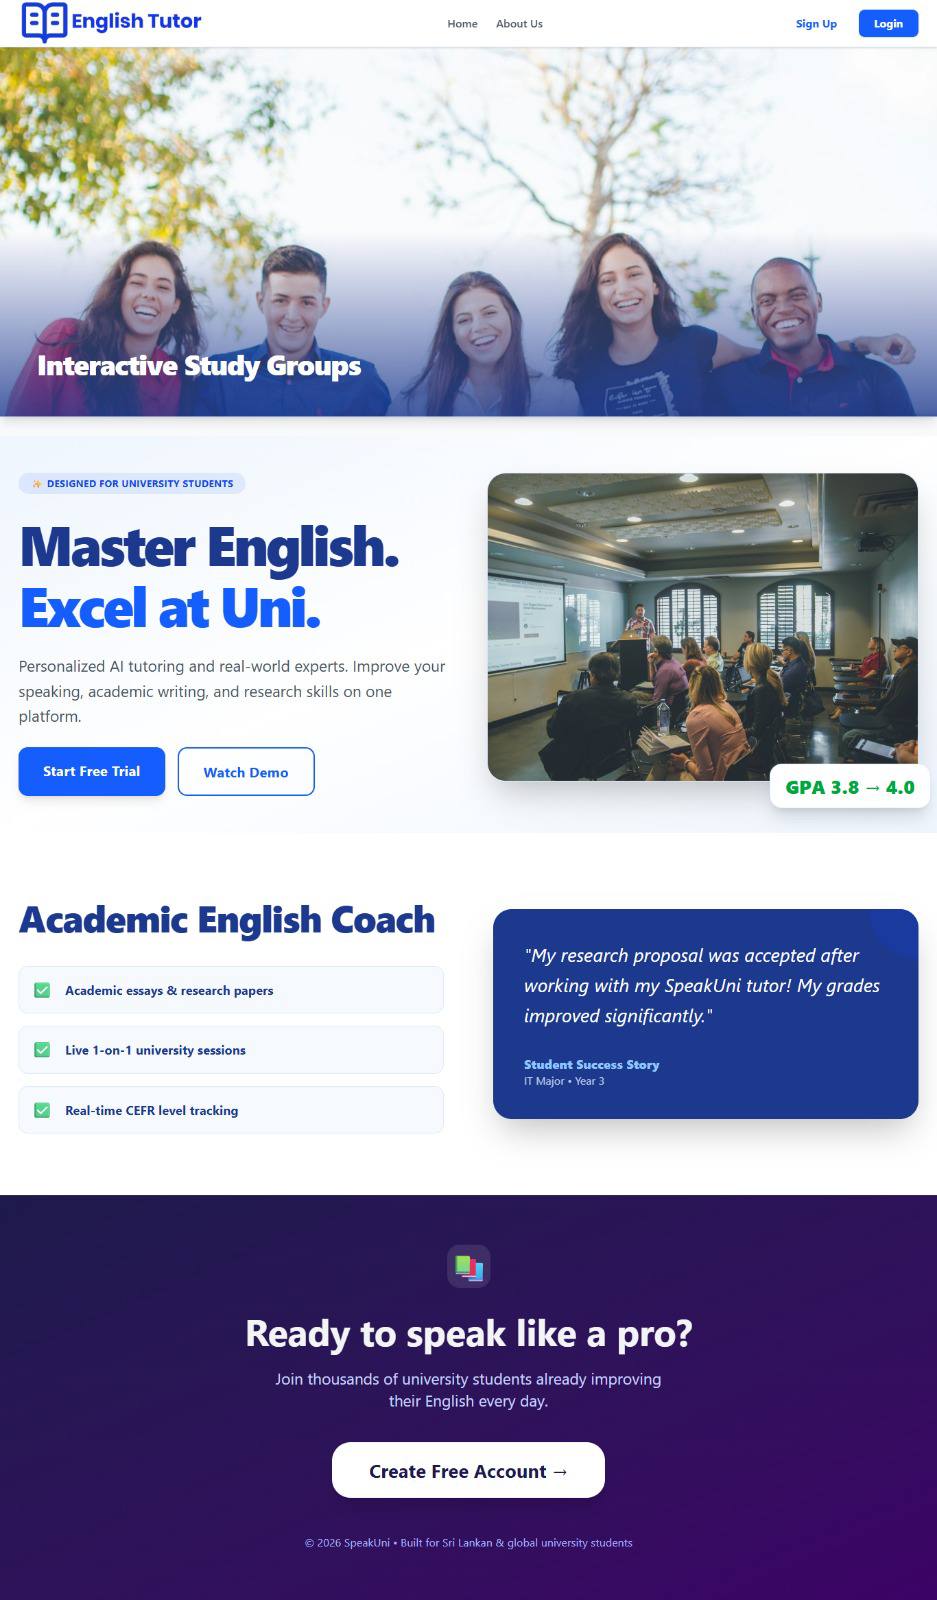 English Tutor
Home
About Us
Sign Up
Login
Interactive Study Groups
✨ DESIGNED FOR UNIVERSITY STUDENTS
Master English.
Excel at Uni.
Personalized AI tutoring and real-world experts. Improve your
speaking, academic writing, and research skills on one
platform.
Start Free Trial
Watch Demo
GPA 3.8 → 4.0
Academic English Coach
✅ Academic essays & research papers
✅ Live 1-on-1 university sessions
✅ Real-time CEFR level tracking
"My research proposal was accepted after
working with my SpeakUni tutor! My grades
improved significantly."
Student Success Story
IT Major • Year 3
Ready to speak like a pro?
Join thousands of university students already improving
their English every day.
Create Free Account →
© 2026 SpeakUni • Built for Sri Lankan & global university students